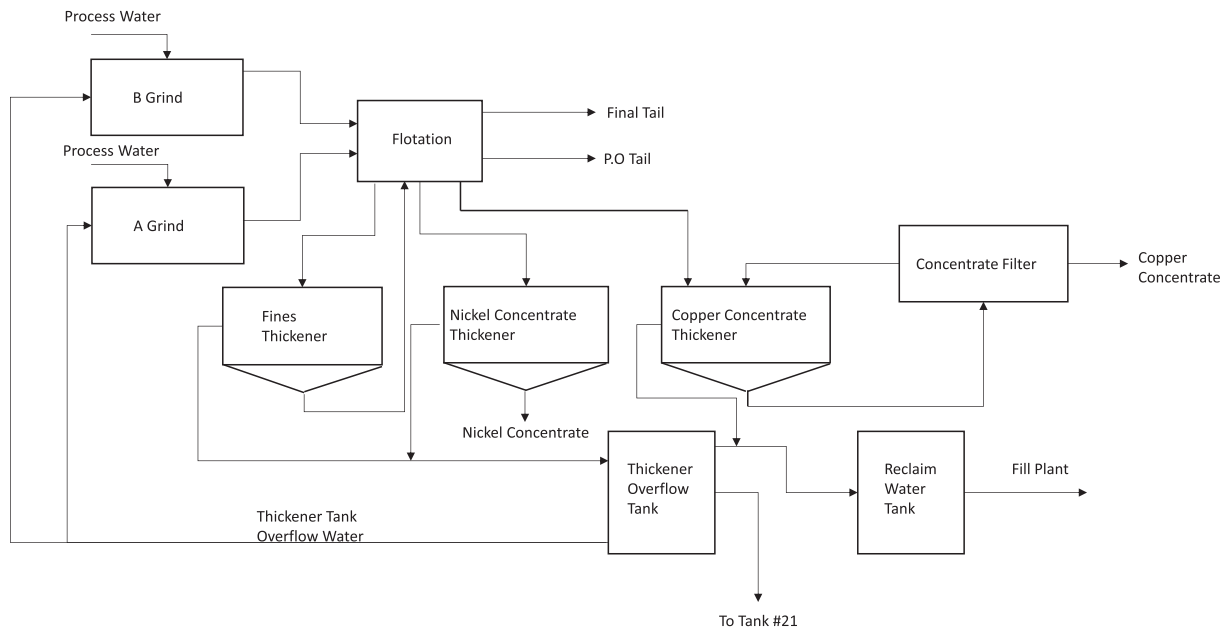 Process Water
B Grind
Process Water
A Grind
Flotation
Final Tail
P.O Tail
Fines
Thickener
Nickel Concentrate
Thickener
Copper Concentrate
Thickener
Concentrate Filter
Copper
Concentrate
Nickel Concentrate
Thickener
Overflow
Tank
Reclaim
Water
Tank
Fill Plant
Thickener Tank
Overflow Water
To Tank #21